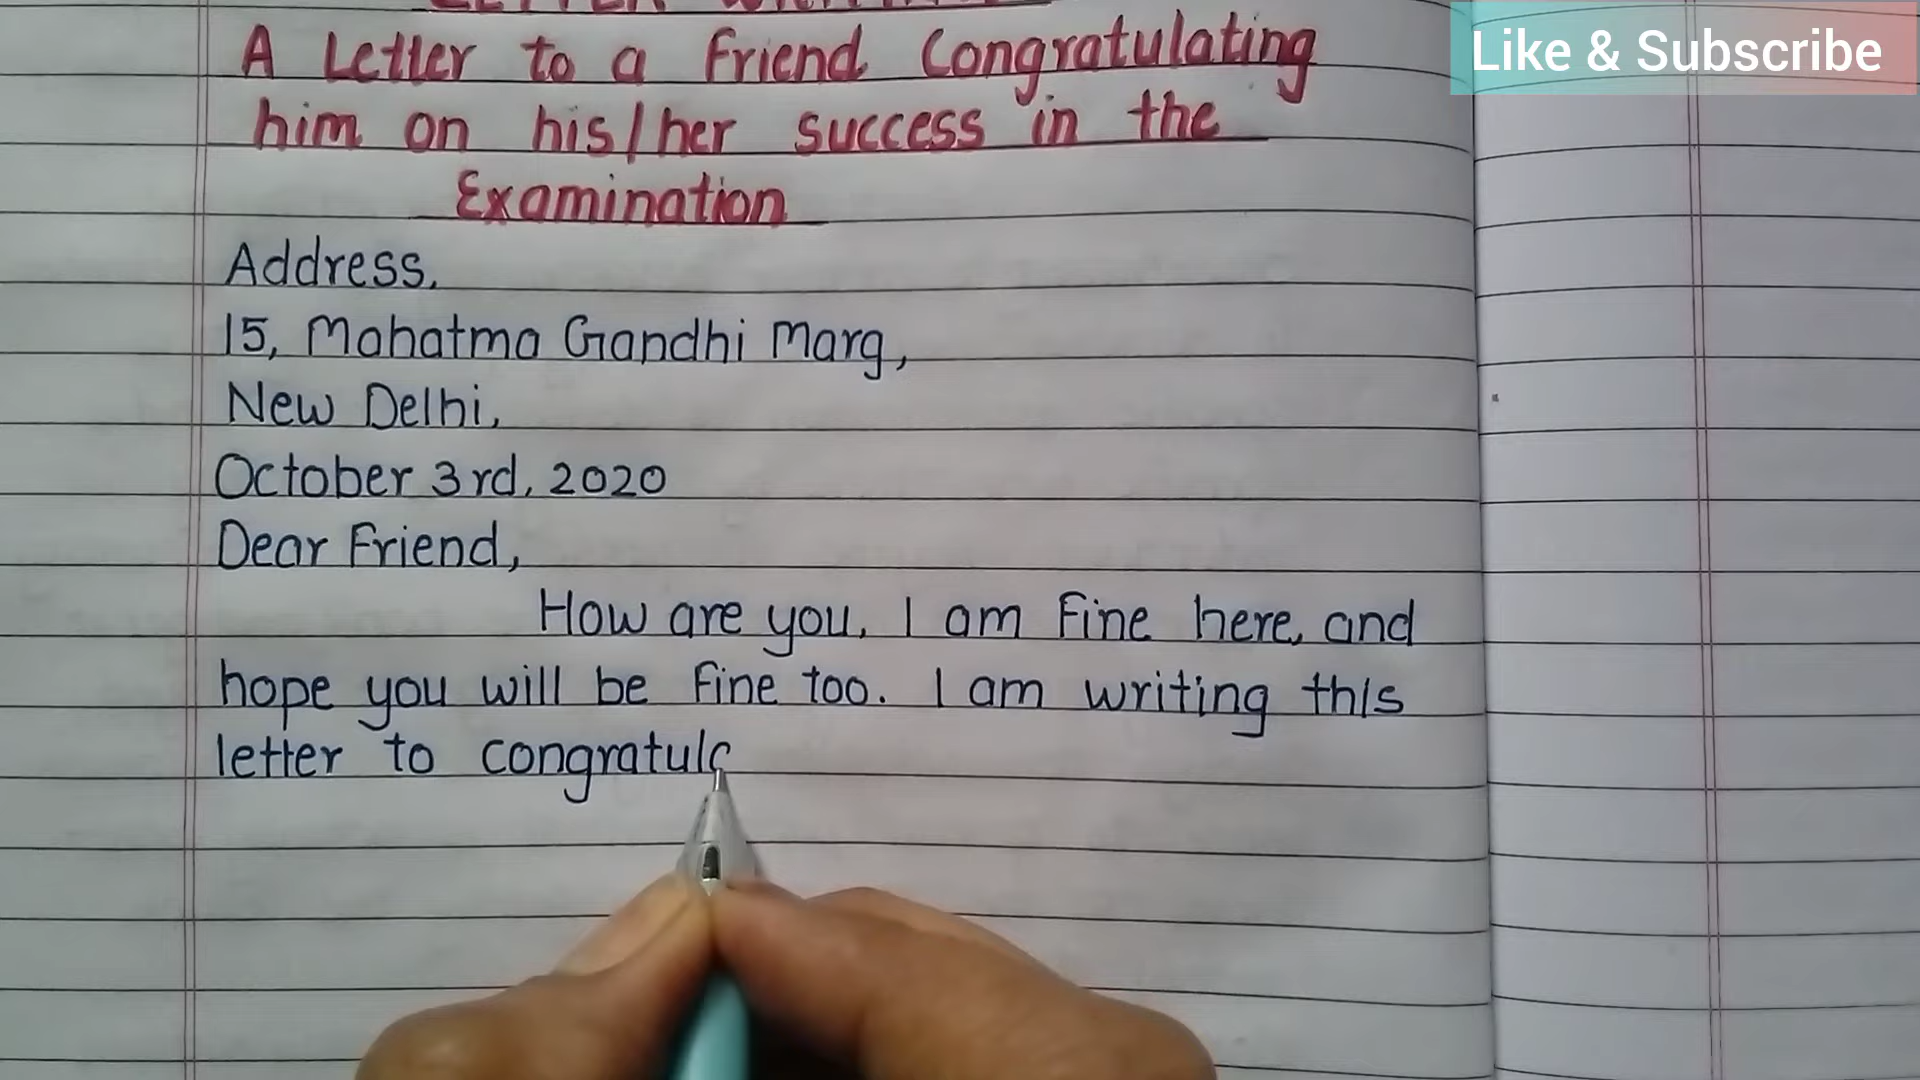 A Letter to a Friend Congratulating
Like & Subscribe
him on his/her success in the
Examination
Address,
15, Mahatma Gandhi Marg,
New Delhi,
October 3rd, 2020
Dear Friend,
How are you, I am fine here, and
hope you will be fine too. I am writing this
letter to congratula